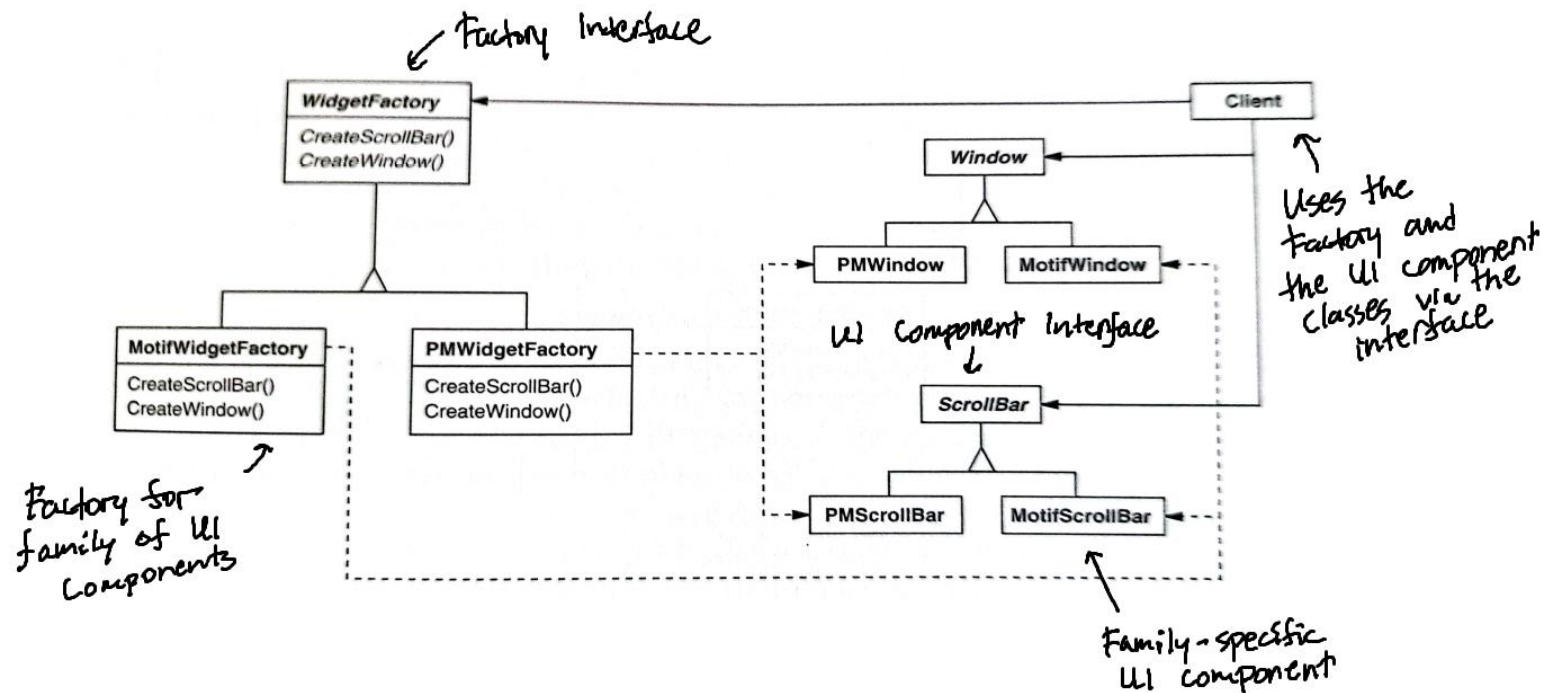 Factory Interface
WidgetFactory
CreateScrollBar()
CreateWindow()
Client
Window
Uses the
Factory and
the UI component
classes via the
interface
PMWindow
MotifWindow
UI Component Interface
MotifWidgetFactory
CreateScrollBar()
CreateWindow()
PMWidgetFactory
CreateScrollBar()
CreateWindow()
ScrollBar
PMScrollBar
MotifScrollBar
Factory for
family of UI
Components
Family-specific
UI component